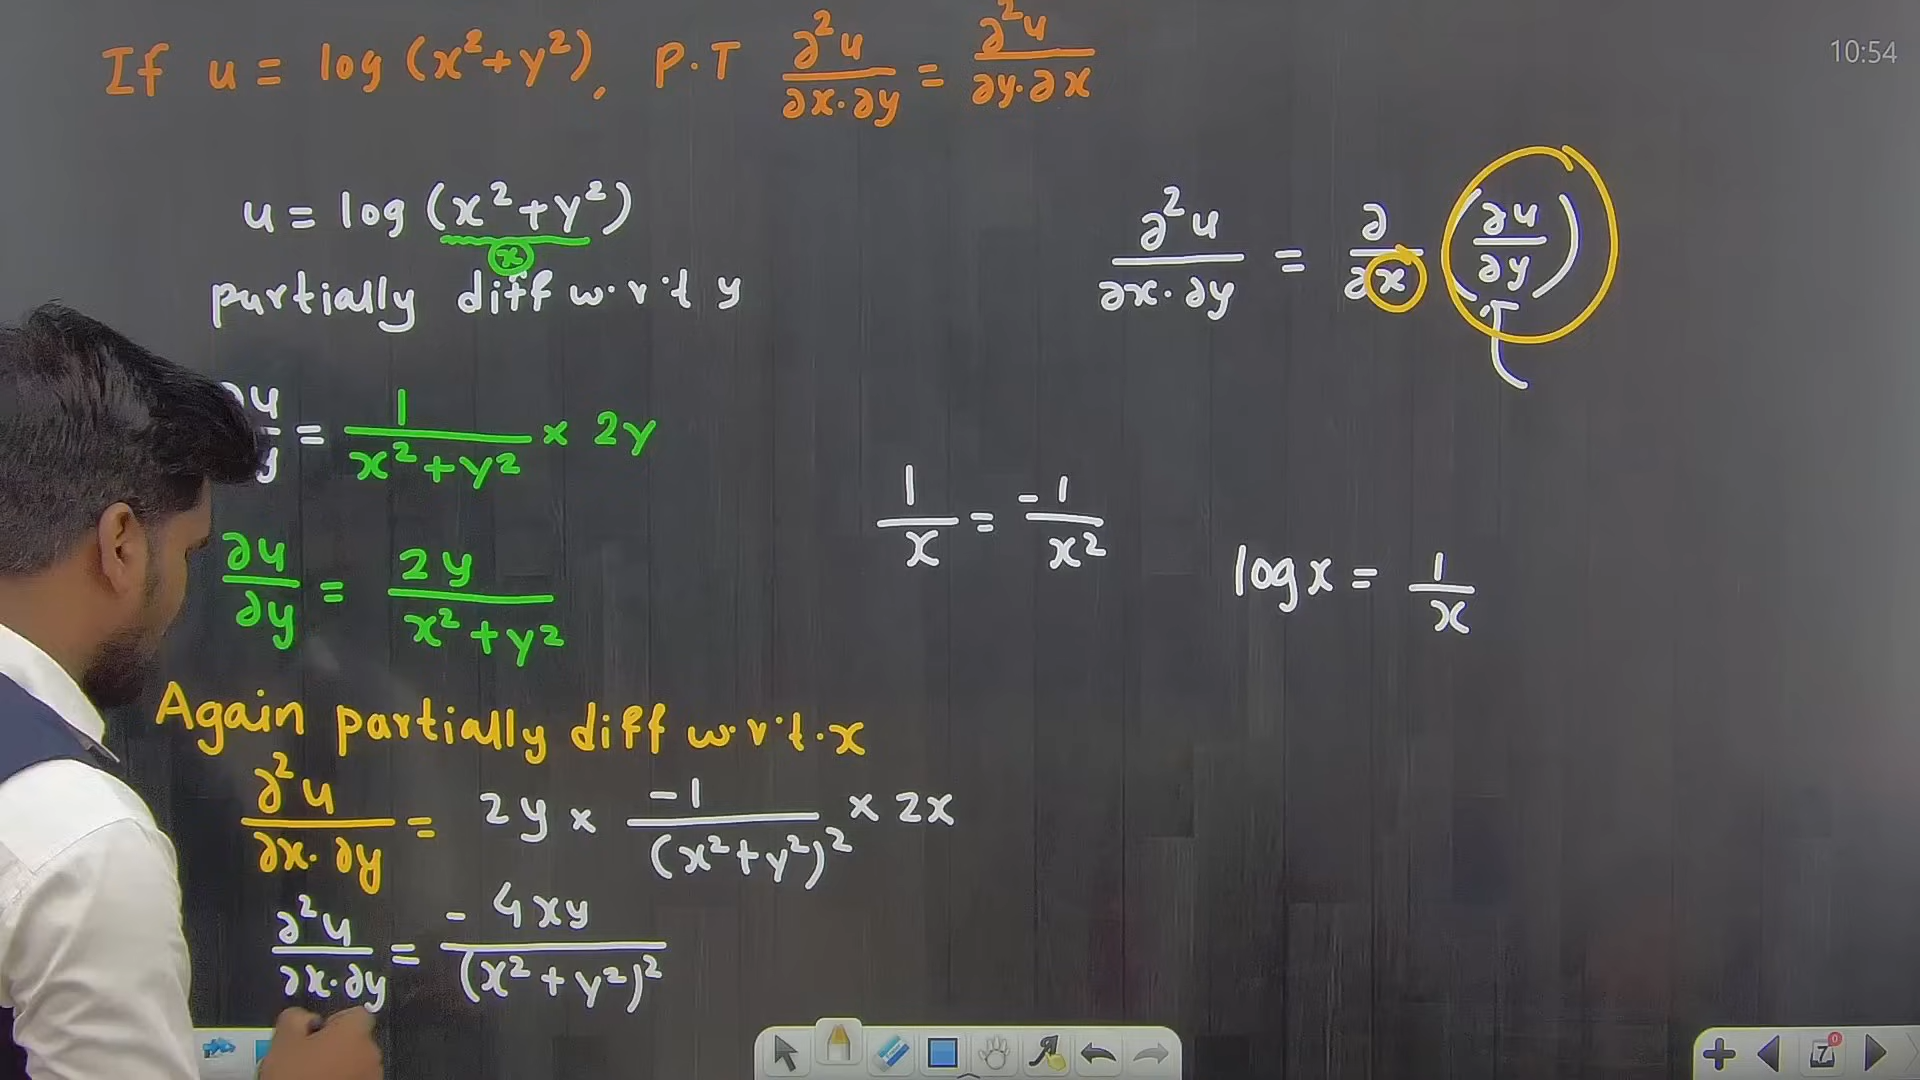 If u = log (x²+y²), P.T ∂²u/∂x.∂y = ∂²u/∂y.∂x
10:54
u = log (x²+y²)
x
partially diff w.r.t y
∂u/∂y = 1/(x²+y²) × 2y
∂u/∂y = 2y/(x²+y²)
Again partially diff w.r.t.x
∂²u/∂x.∂y = 2y × -1/(x²+y²)² × 2x
∂²u/∂x.∂y = -4xy/(x²+y²)²
∂²u/∂x.∂y = ∂/∂x (∂u/∂y)
1/x = -1/x²
log x = 1/x
7
0